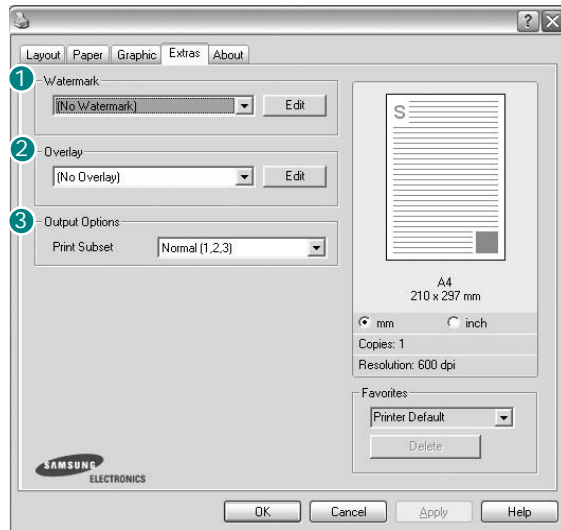 Layout Paper Graphic Extras About
1 Watermark
(No Watermark) Edit
2 Overlay
(No Overlay) Edit
3 Output Options
Print Subset Normal (1,2,3)
S
A4
210 x 297 mm
mm inch
Copies: 1
Resolution: 600 dpi
Favorites
Printer Default
Delete
SAMSUNG
ELECTRONICS
OK Cancel Apply Help